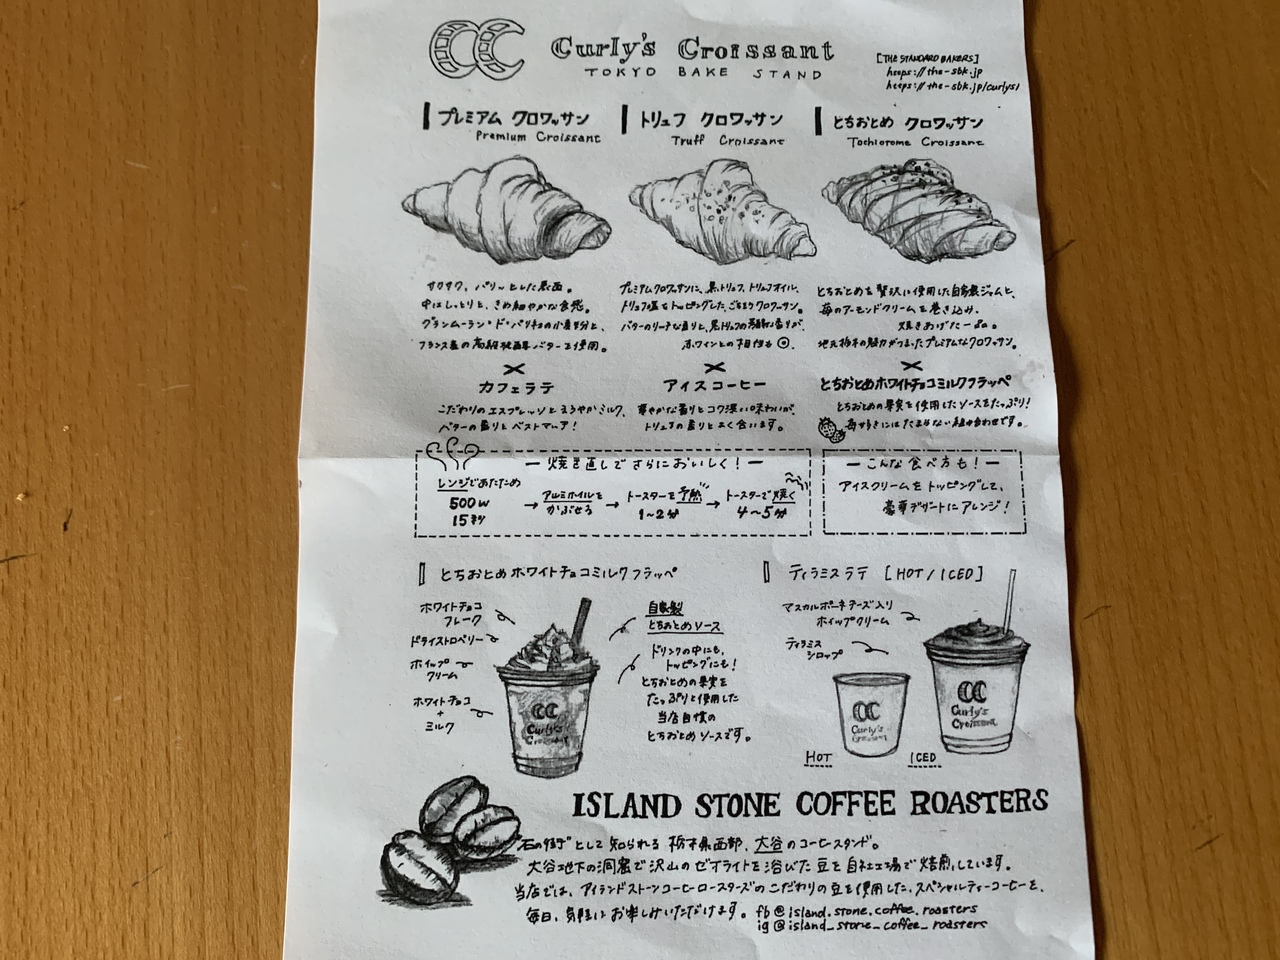 CC Curly's Croissant
TOKYO BAKE STAND
[THE STANDARD BAKERS]
https://the-sbk.jp
https://the-sbk.jp/curlys/
プレミアム クロワッサン
Premium Croissant
サクサク、パリッとした表面。
中はしっとりと、きめ細やかな食感。
グランムーラン・ド・パリ社の小麦粉と、
フランス産の高級発酵バターを使用。
×
カフェラテ
こだわりのエスプレッソとまろやかミルク、
バターの香りとベストマッチ!
トリュフ クロワッサン
Truff Croissant
プレミアムクロワッサンに、黒トリュフ、トリュフオイル、
トリュフ塩をトッピングした、ごちそうクロワッサン。
バターのリーチな香りと、黒トリュフの芳醇な香りが、
赤ワインとの相性も◎.
×
アイスコーヒー
華やかな香りとコク深い味わいが、
トリュフの香りとよく合います。
とちおとめ クロワッサン
Tochiotome Croissant
とちおとめを贅沢に使用した自家製ジャムと、
苺のアーモンドクリームを巻き込み、
焼きあげた一品。
地元栃木の魅力がつまったプレミアムなクロワッサン。
×
とちおとめホワイトチョコミルクフラッペ
とちおとめの果実を使用したソースをたっぷり!
苺好きにはたまらない組み合わせです。
ー焼き直しでさらにおいしく!ー
レンジであたため
500w
15秒
→ アルミホイルを
かぶせる
→ トースターを予熱
1~2分
→ トースターで焼く
4~5分
ーこんな食べ方も!ー
アイスクリームをトッピングして、
豪華デザートにアレンジ!
とちおとめホワイトチョコミルクフラッペ
ホワイトチョコ
フレーク
ドライストロベリー
ホイップ
クリーム
ホワイトチョコ
+
ミルク
CC
Curly's
Croissant
自家製
とちおとめソース
ドリンクの中にも、
トッピングにも!
とちおとめの果実を
たっぷりと使用した
当店自慢の
とちおとめソースです。
ティラミスラテ [HOT/ICED]
マスカルポーネチーズ入り
ホイップクリーム
ティラミス
シロップ
CC
Curly's
Croissant
HOT
CC
Curly's
Croissant
ICED
ISLAND STONE COFFEE ROASTERS
"石の街"として知られる 栃木県西部、大谷のコーヒースタンド。
大谷地下の洞窟で沢山のゼオライトを浴びた豆を自社工場で焙煎しています。
当店では、アイランドストーンコーヒーロースターズのこだわりの豆を使用した、スペシャルティーコーヒーを、
毎日、気軽にお楽しみいただけます。
fb@island.stone.coffee.roasters
ig@island_stone_coffee_roasters